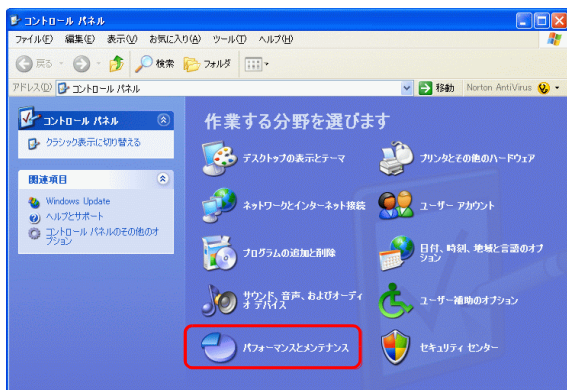 コントロール パネル
ファイル(F) 編集(E) 表示(V) お気に入り(A) ツール(T) ヘルプ(H)
戻る 検索 フォルダ
アドレス(D) コントロール パネル 移動 Norton AntiVirus
コントロール パネル
クラシック表示に切り替える
関連項目
Windows Update
ヘルプとサポート
コントロール パネルのその他のオ
プション
作業する分野を選びます
デスクトップの表示とテーマ
プリンタとその他のハードウェア
ネットワークとインターネット接続
ユーザー アカウント
プログラムの追加と削除
日付、時刻、地域と言語のオプ
ション
サウンド、音声、およびオーディ
オ デバイス
ユーザー補助のオプション
パフォーマンスとメンテナンス
セキュリティ センター